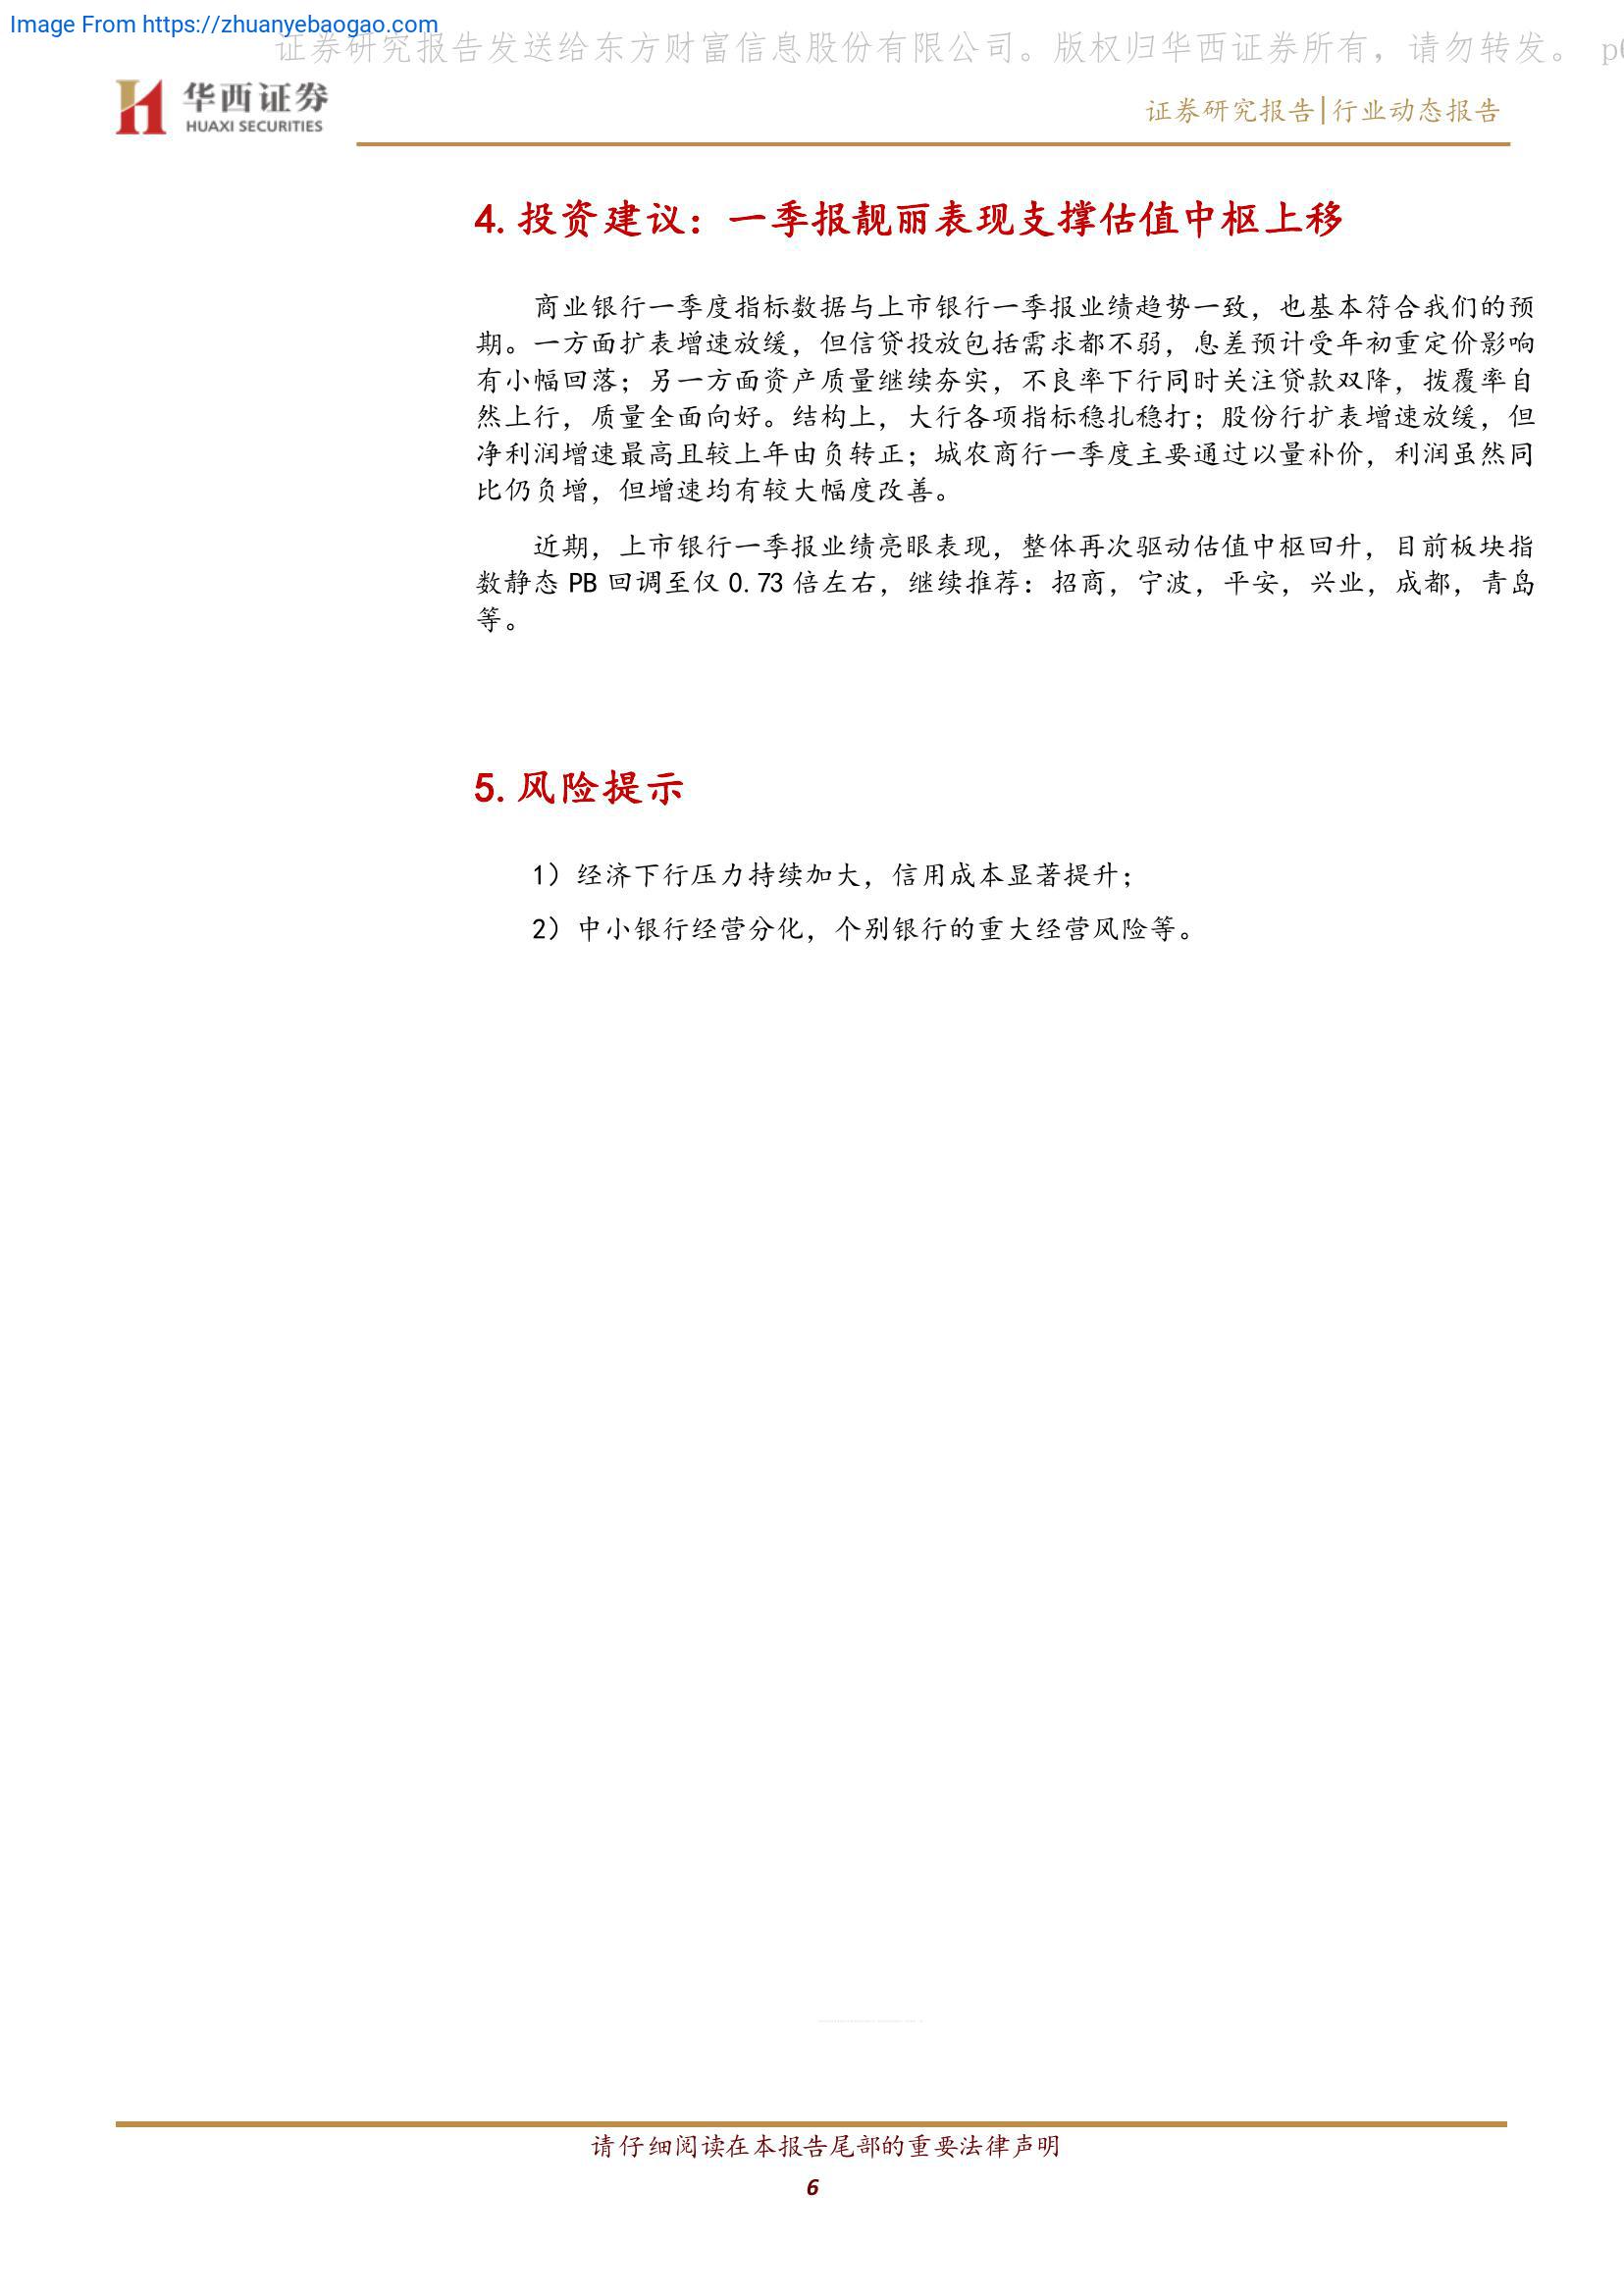 Image From https://zhuanyebaogao.com
证券研究报告发送给东方财富信息股份有限公司。版权归华西证券所有，请勿转发。 p6
华西证券
HUAXI SECURITIES
证券研究报告|行业动态报告
4.投资建议：一季报靓丽表现支撑估值中枢上移
商业银行一季度指标数据与上市银行一季报业绩趋势一致，也基本符合我们的预
期。一方面扩表增速放缓，但信贷投放包括需求都不弱，息差预计受年初重定价影响
有小幅回落；另一方面资产质量继续夯实，不良率下行同时关注贷款双降，拨覆率自
然上行，质量全面向好。结构上，大行各项指标稳扎稳打；股份行扩表增速放缓，但
净利润增速最高且较上年由负转正；城农商行一季度主要通过以量补价，利润虽然同
比仍负增，但增速均有较大幅度改善。
近期，上市银行一季报业绩亮眼表现，整体再次驱动估值中枢回升，目前板块指
数静态 PB 回调至仅 0.73 倍左右，继续推荐：招商，宁波，平安，兴业，成都，青岛
等。
5.风险提示
1）经济下行压力持续加大，信用成本显著提升；
2）中小银行经营分化，个别银行的重大经营风险等。
请仔细阅读在本报告尾部的重要法律声明
6